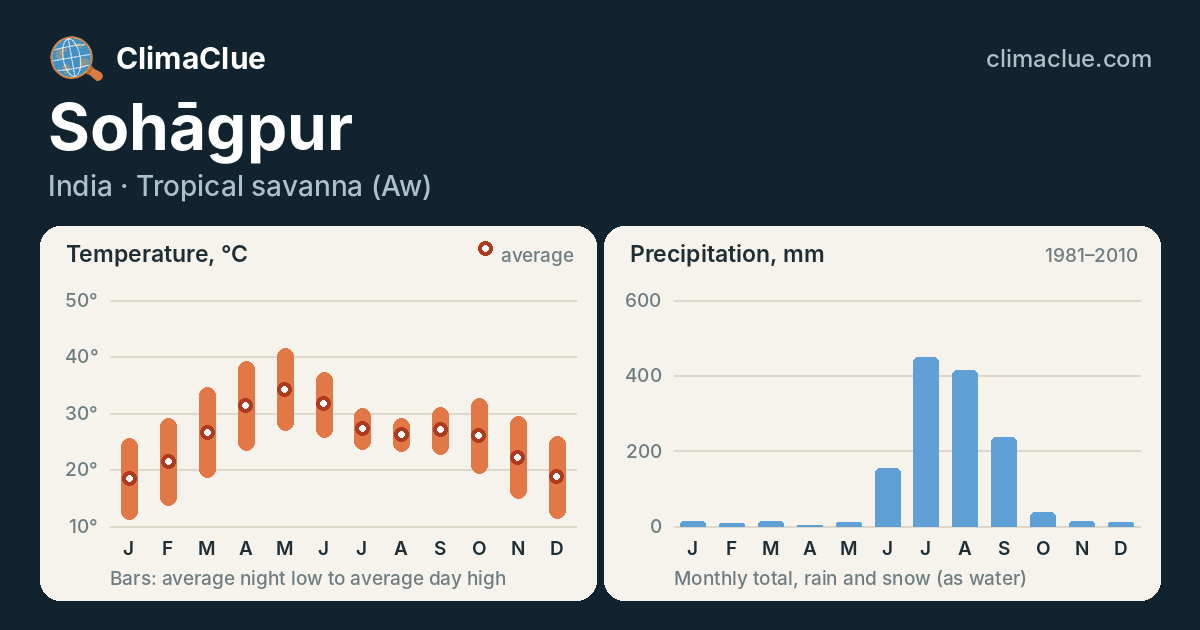 ClimaClue
climaclue.com
Sohāgpur
India · Tropical savanna (Aw)
Temperature, °C
average
50°
40°
30°
20°
10°
J F M A M J J A S O N D
Bars: average night low to average day high
Precipitation, mm
1981–2010
600
400
200
0
J F M A M J J A S O N D
Monthly total, rain and snow (as water)